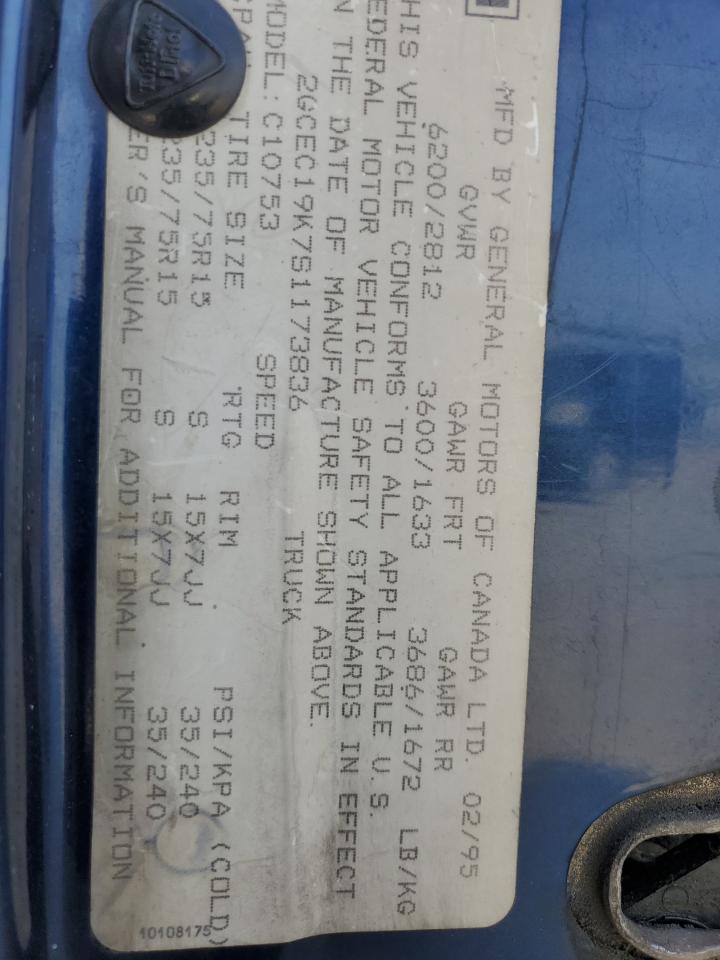 MFD BY GENERAL MOTORS OF CANADA LTD. 02/95
GVWR GAWR FRT GAWR RR
6200/2812 3600/1633 3686/1672 LB/KG
HIS VEHICLE CONFORMS TO ALL APPLICABLE U.S.
EDERAL MOTOR VEHICLE SAFETY STANDARDS IN EFFECT
N THE DATE OF MANUFACTURE SHOWN ABOVE.
2GCEC19K7S1173836 TRUCK
MODEL: C10753 SPEED
TIRE SIZE RTG RIM PSI/KPA (COLD)
235/75R15 S 15X7JJ 35/240
235/75R15 S 15X7JJ 35/240
ER'S MANUAL FOR ADDITIONAL INFORMATION
10108175